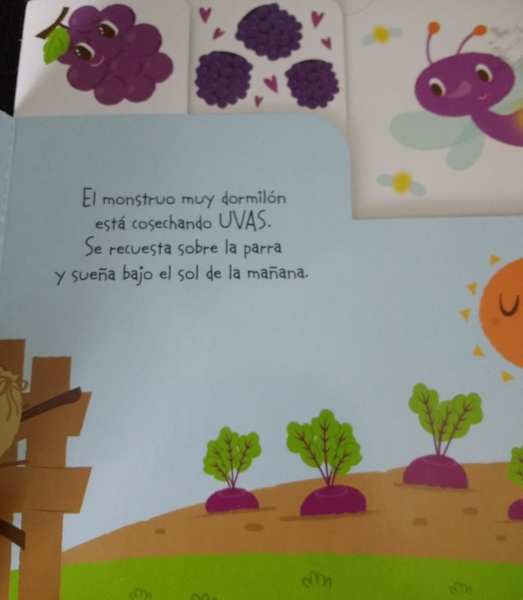 El monstruo muy dormilón
está cosechando UVAS.
Se recuesta sobre la parra
y sueña bajo el sol de la mañana.